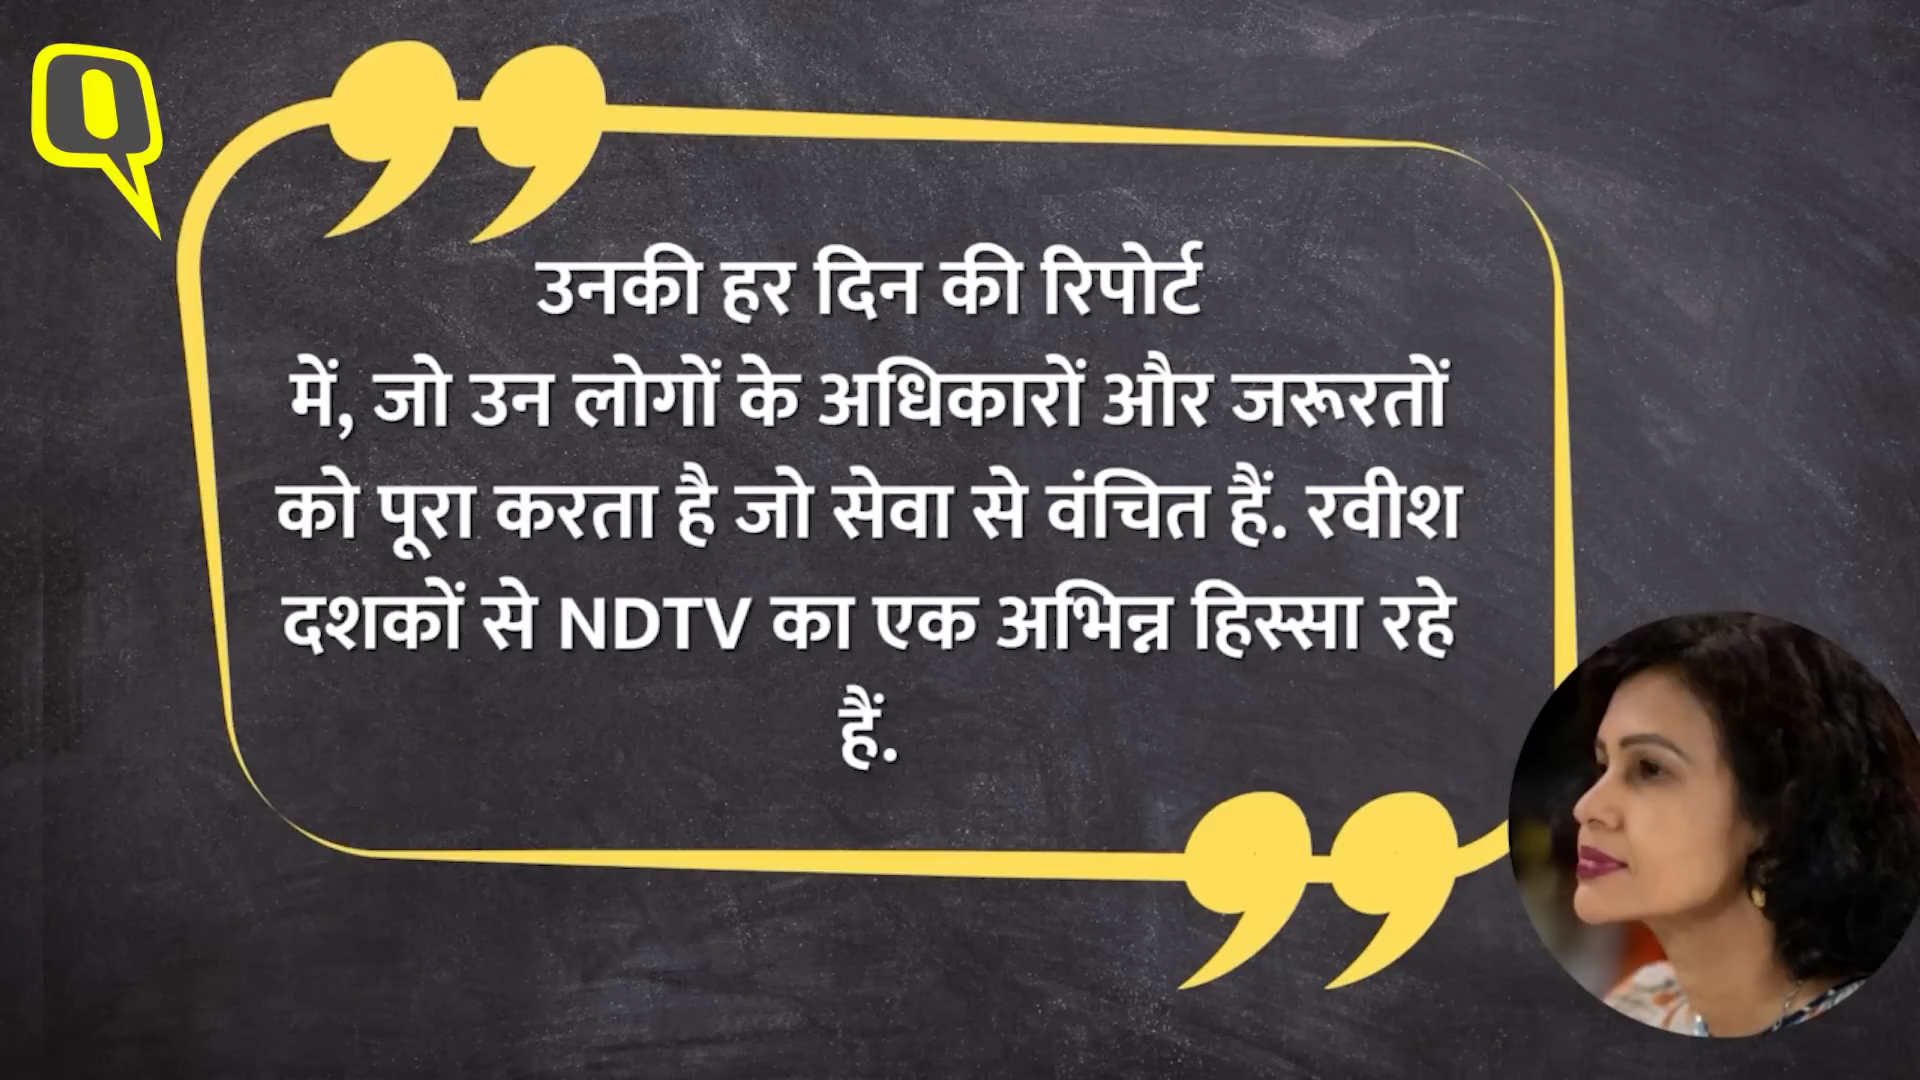 उनकी हर दिन की रिपोर्ट
में, जो उन लोगों के अधिकारों और जरूरतों
को पूरा करता है जो सेवा से वंचित हैं. रवीश
दशकों से NDTV का एक अभिन्न हिस्सा रहे
हैं.